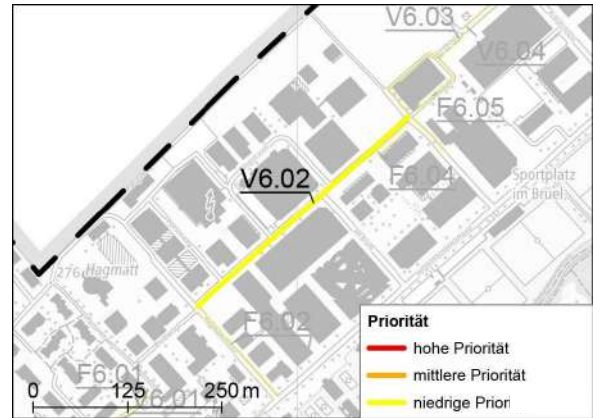 V6.03
V6.04
F6.05
V6.02
F6.04
Sportplatz
im Brüel
276 Hagmatt
F6.02
F6.01
0 125 250 m
Priorität
hohe Priorität
mittlere Priorität
niedrige Priori